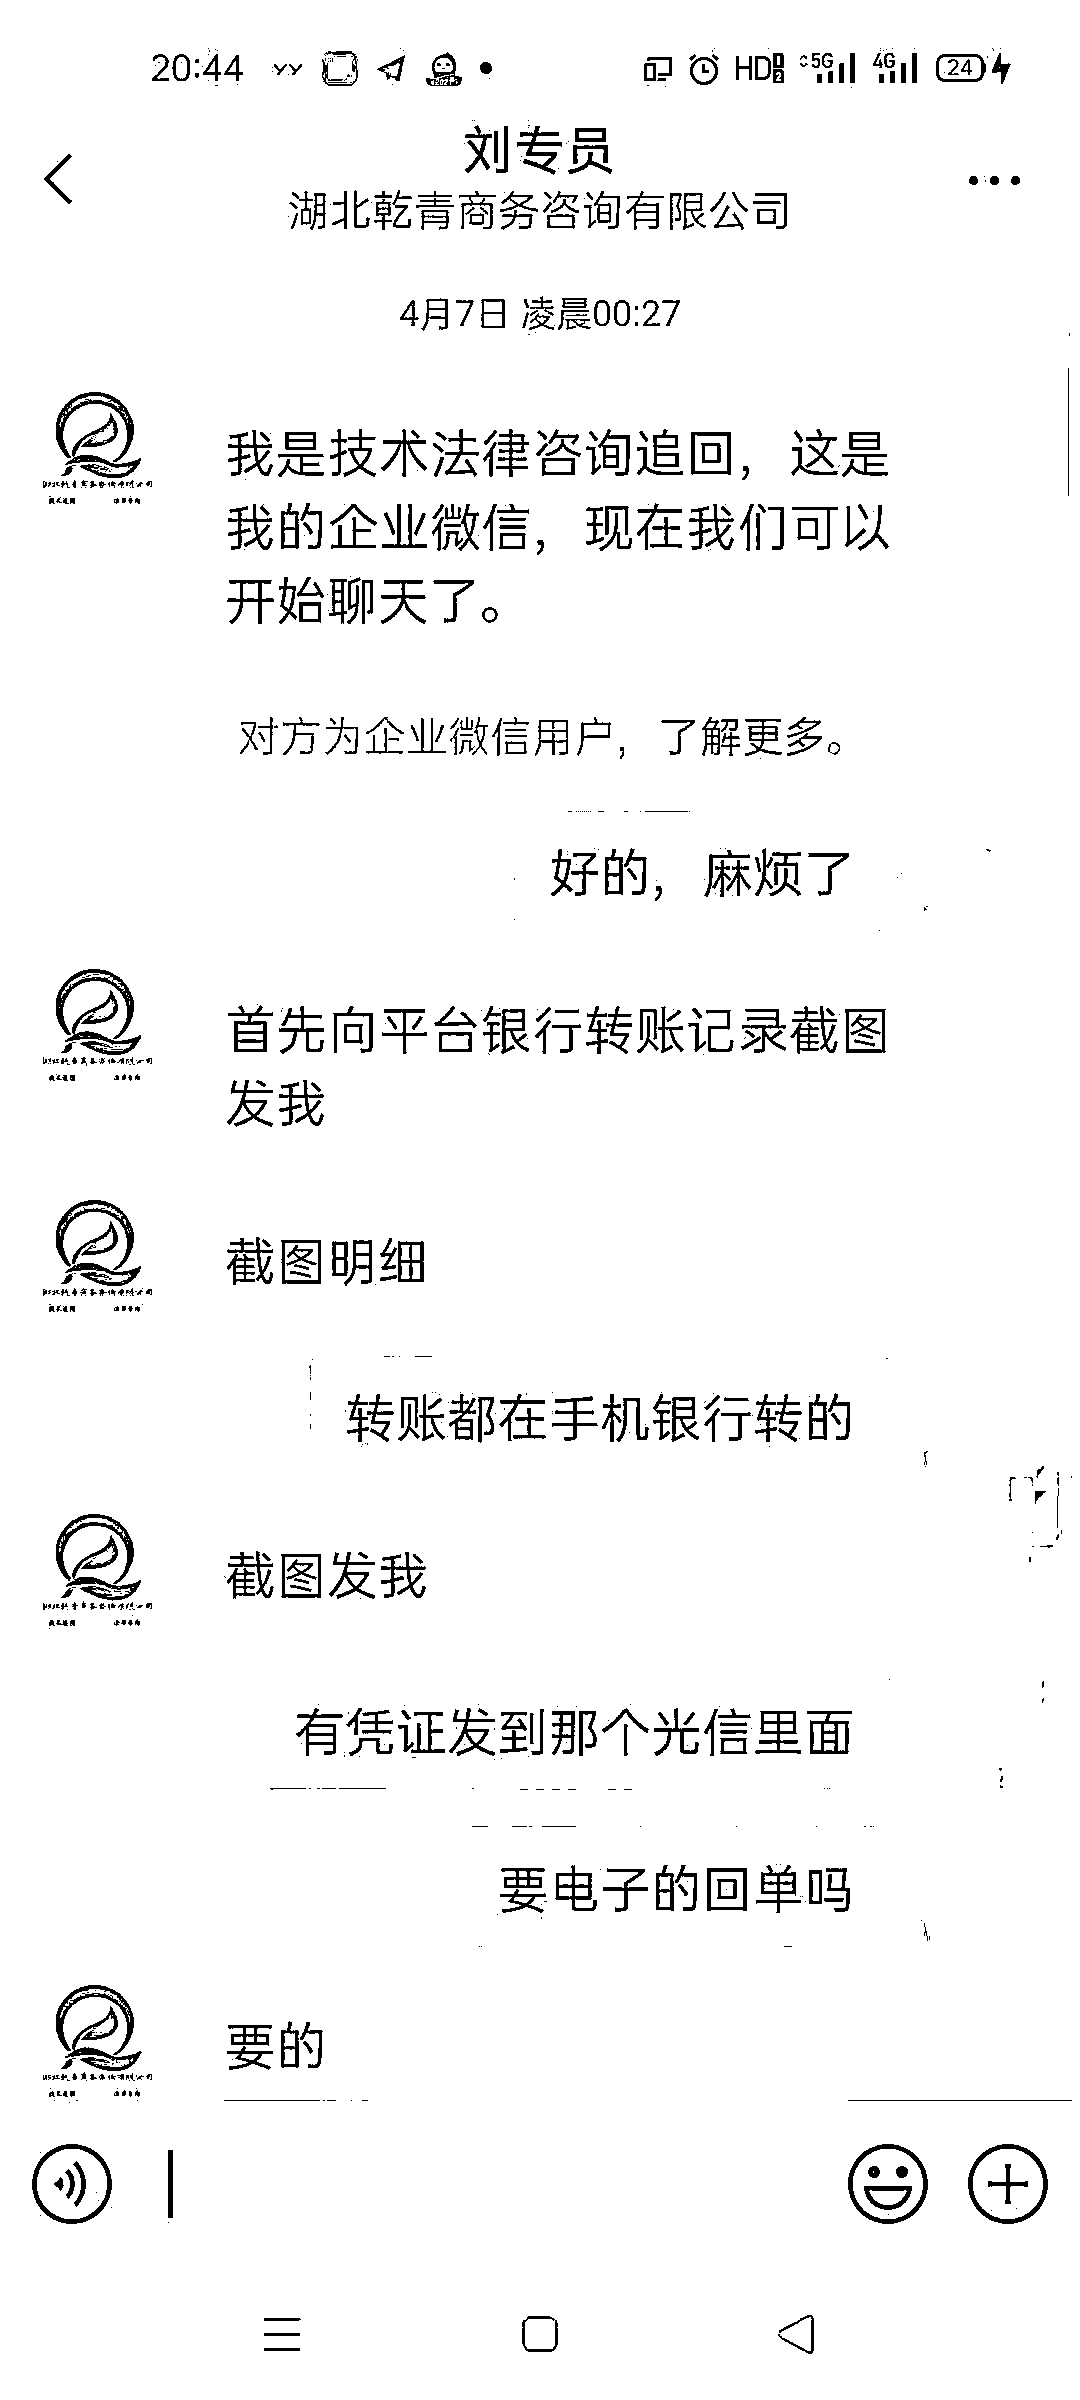 20:44
HD 5G 4G 24
刘专员
湖北乾青商务咨询有限公司
4月7日 凌晨00:27
我是技术法律咨询追回，这是
我的企业微信，现在我们可以
开始聊天了。
对方为企业微信用户，了解更多。
好的，麻烦了
首先向平台银行转账记录截图
发我
截图明细
转账都在手机银行转的
截图发我
有凭证发到那个光信里面
要电子的回单吗
要的